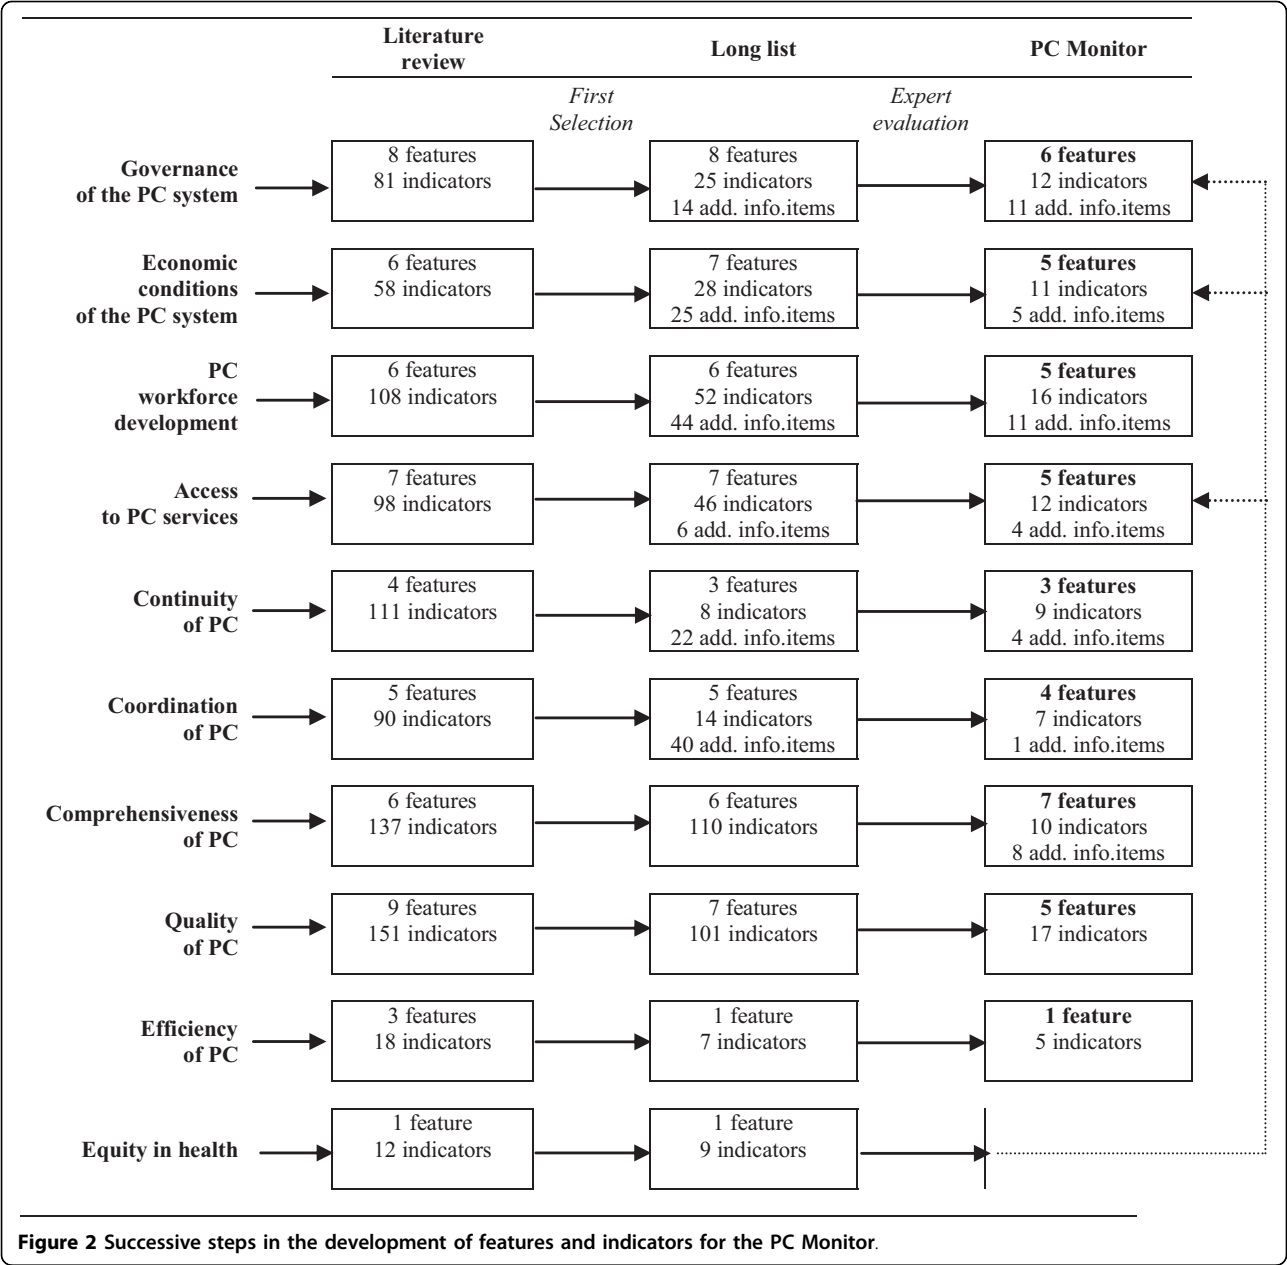 Literature
review
Long list
PC Monitor
First
Selection
Expert
evaluation
Governance
of the PC system
8 features
81 indicators
8 features
25 indicators
14 add. info.items
6 features
12 indicators
11 add. info.items
Economic
conditions
of the PC system
6 features
58 indicators
7 features
28 indicators
25 add. info.items
5 features
11 indicators
5 add. info.items
PC
workforce
development
6 features
108 indicators
6 features
52 indicators
44 add. info.items
5 features
16 indicators
11 add. info.items
Access
to PC services
7 features
98 indicators
7 features
46 indicators
6 add. info.items
5 features
12 indicators
4 add. info.items
Continuity
of PC
4 features
111 indicators
3 features
8 indicators
22 add. info.items
3 features
9 indicators
4 add. info.items
Coordination
of PC
5 features
90 indicators
5 features
14 indicators
40 add. info.items
4 features
7 indicators
1 add. info.items
Comprehensiveness
of PC
6 features
137 indicators
6 features
110 indicators
7 features
10 indicators
8 add. info.items
Quality
of PC
9 features
151 indicators
7 features
101 indicators
5 features
17 indicators
Efficiency
of PC
3 features
18 indicators
1 feature
7 indicators
1 feature
5 indicators
Equity in health
1 feature
12 indicators
1 feature
9 indicators
Figure 2 Successive steps in the development of features and indicators for the PC Monitor.